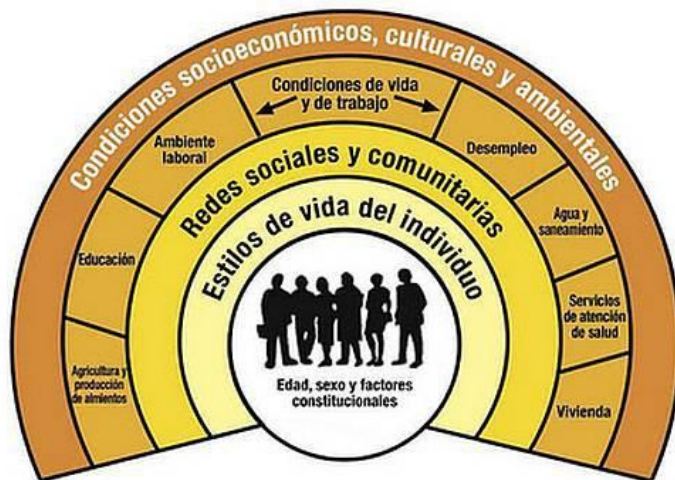 Condiciones socioeconómicos, culturales y ambientales
Condiciones de vida
y de trabajo
Ambiente
laboral
Desempleo
Redes sociales y comunitarias
Agua y
saneamiento
Estilos de vida del individuo
Educación
Servicios
de atención
de salud
Agricultura y
producción
de almientos
Edad, sexo y factores
constitucionales
Vivienda